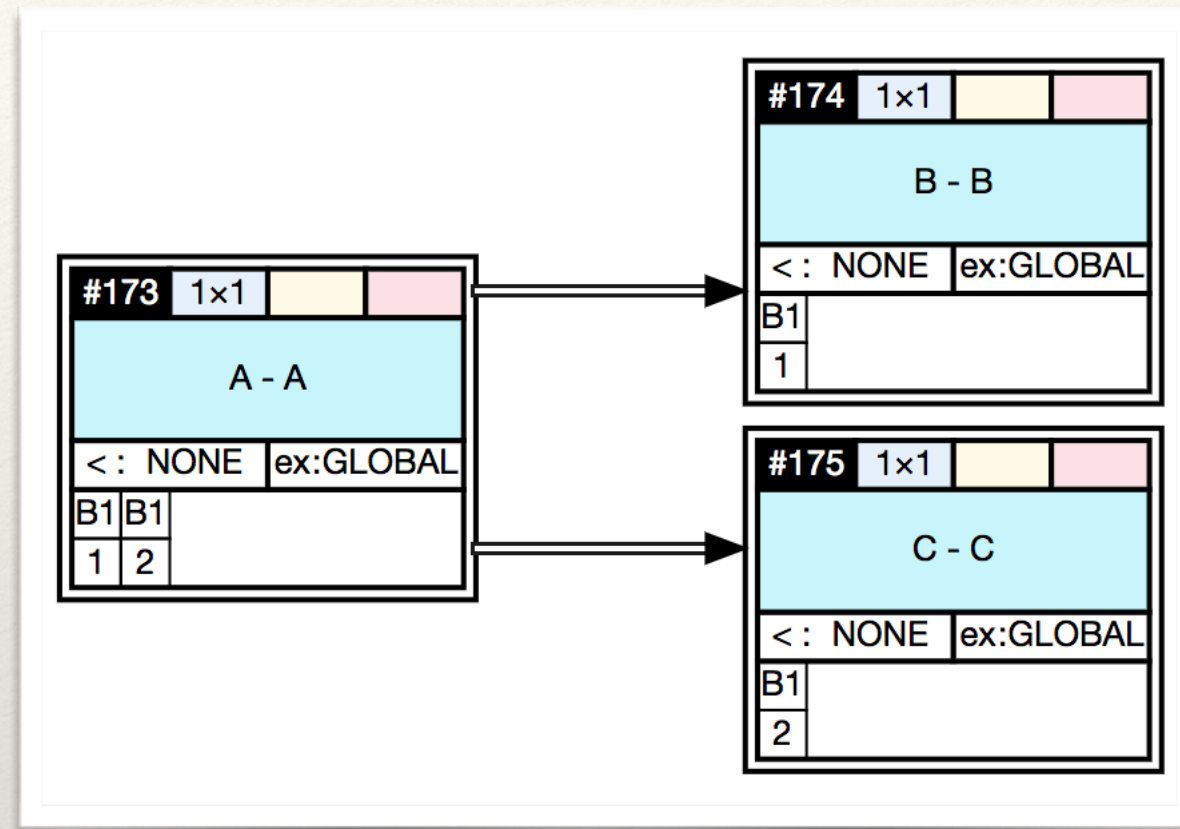 #173 1×1
A - A
<: NONE ex:GLOBAL
B1 B1
1 2
#174 1×1
B - B
<: NONE ex:GLOBAL
B1
1
#175 1×1
C - C
<: NONE ex:GLOBAL
B1
2